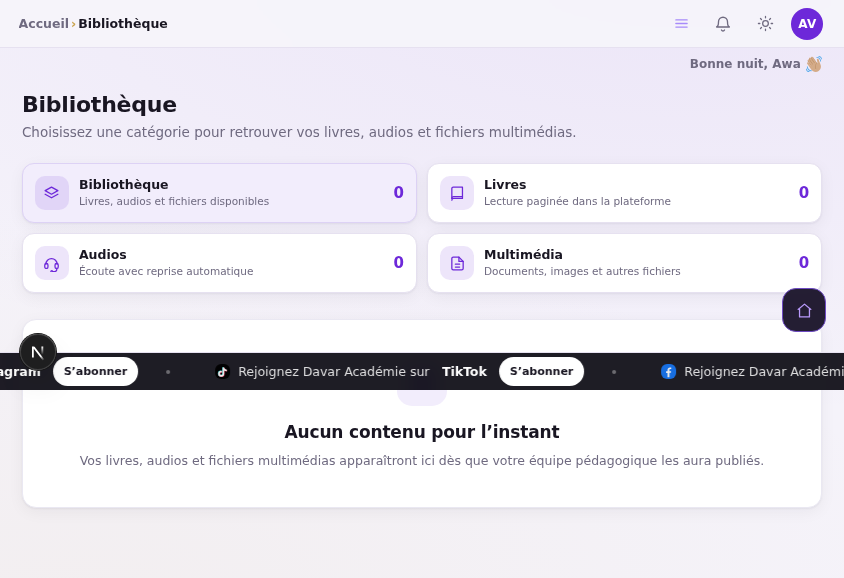 Accueil › Bibliothèque
AV
Bonne nuit, Awa 👋🏽
Bibliothèque
Choisissez une catégorie pour retrouver vos livres, audios et fichiers multimédias.
Bibliothèque
Livres, audios et fichiers disponibles
0
Livres
Lecture paginée dans la plateforme
0
Audios
Écoute avec reprise automatique
0
Multimédia
Documents, images et autres fichiers
0
N
agram S’abonner • Rejoignez Davar Académie sur TikTok S’abonner • Rejoignez Davar Académi
Aucun contenu pour l’instant
Vos livres, audios et fichiers multimédias apparaîtront ici dès que votre équipe pédagogique les aura publiés.